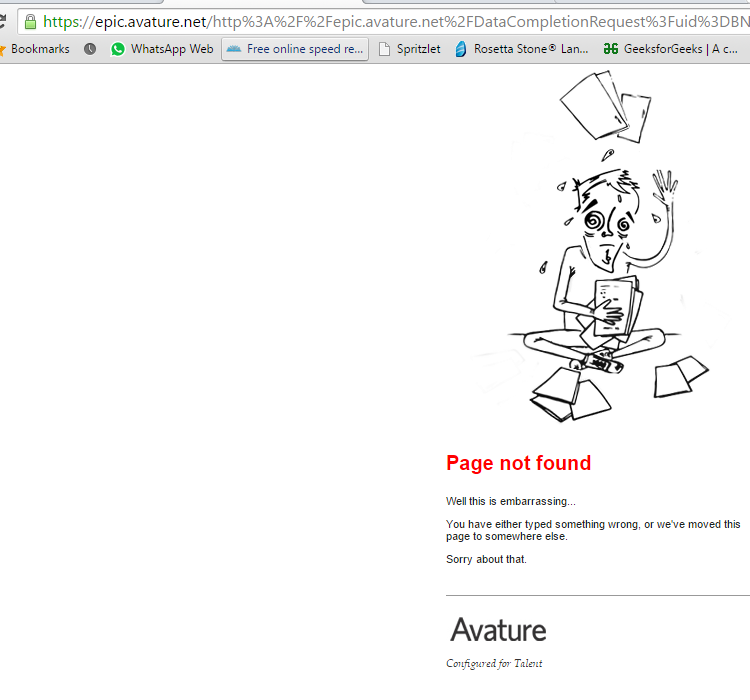 https://epic.avature.net/http%3A%2F%2Fepic.avature.net%2FDataCompletionRequest%3Fuid%3DBN
Bookmarks WhatsApp Web Free online speed re... Spritzlet Rosetta Stone® Lan... GeeksforGeeks | A c...
Page not found
Well this is embarrassing...
You have either typed something wrong, or we've moved this
page to somewhere else.
Sorry about that.
Avature
Configured for Talent